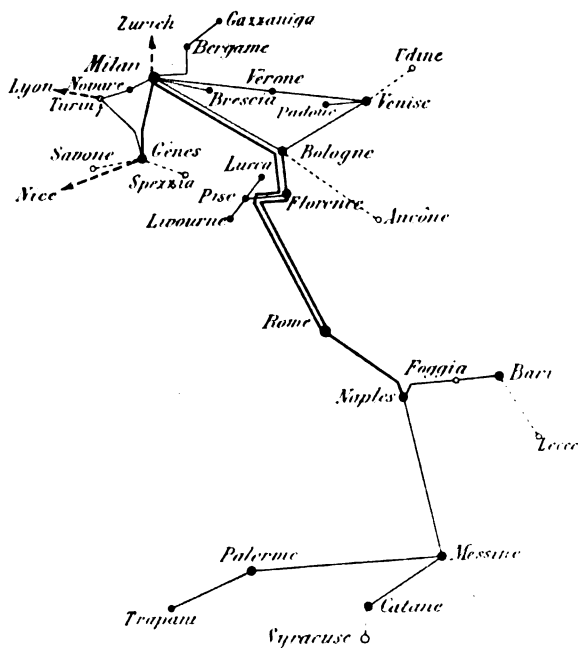 Zurich
Gazzaniga
Bergame
Milan
Udine
Lyon
Novare
Vérone
Turin
Brescia
Padoue
Venise
Gênes
Bologne
Savone
Lucca
Spezzia
Nice
Pise
Florence
Livourne
Ancône
Rome
Foggia
Bari
Naples
Lecce
Palerme
Messine
Trapani
Catane
Syracuse